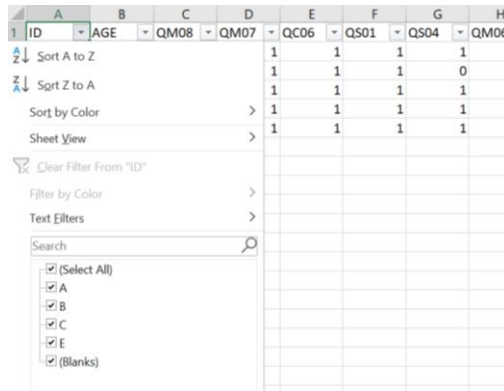 A B C D E F G H
1 ID AGE QM08 QM07 QC06 QS01 QS04 QM06
Sort A to Z 1 1 1 1
1 1 1 0
Sort Z to A 1 1 1 1
Sort by Color 1 1 1 1
Sheet View 1 1 1 1
Clear Filter From "ID"
Filter by Color
Text Filters
Search
(Select All)
A
B
C
E
(Blanks)